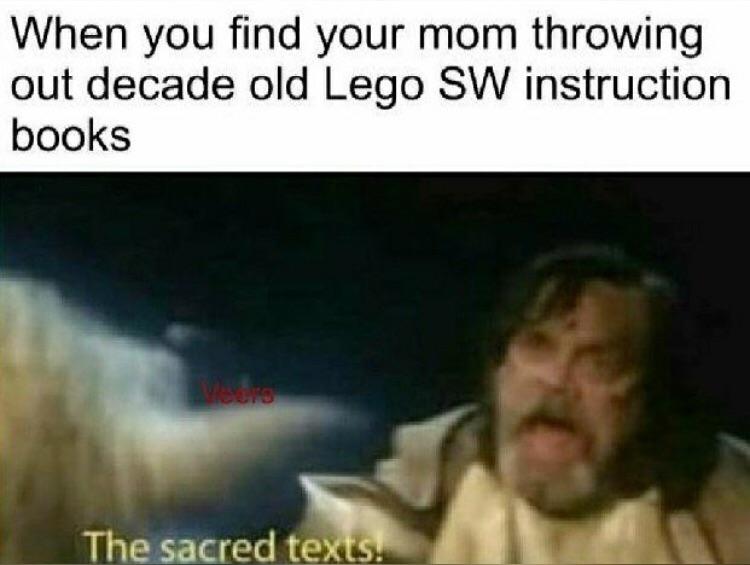 When you find your mom throwing
out decade old Lego SW instruction
books
Veers
The sacred texts!